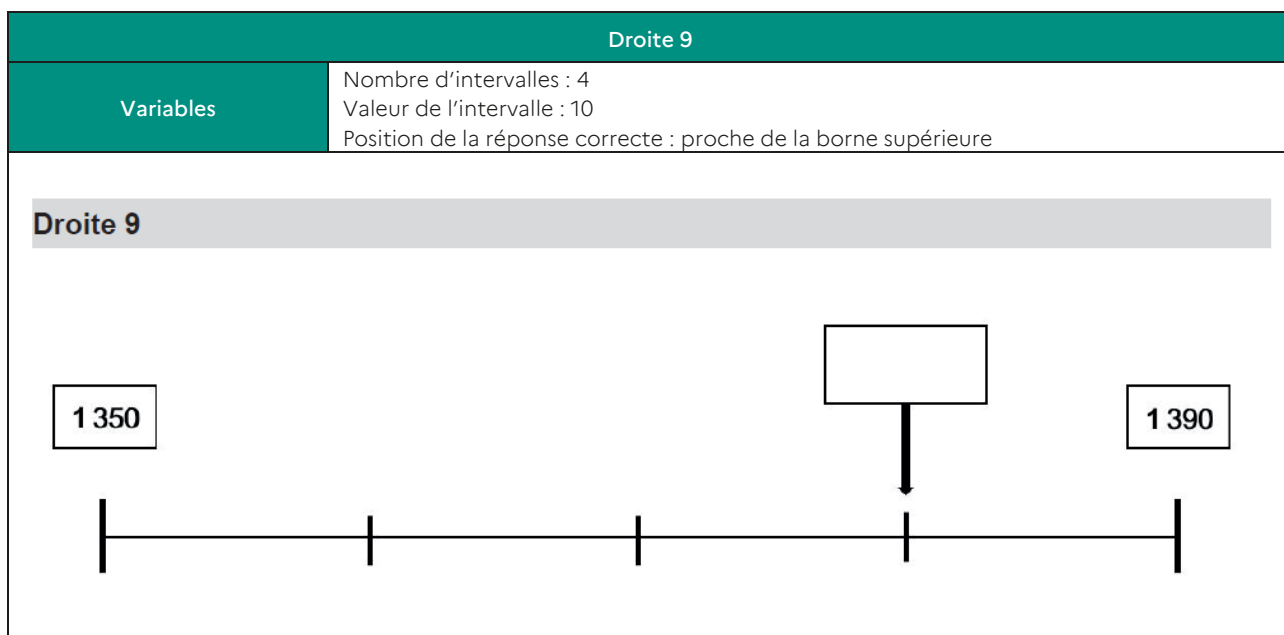 Droite 9
Variables
Nombre d’intervalles : 4
Valeur de l’intervalle : 10
Position de la réponse correcte : proche de la borne supérieure
Droite 9
1 350
1 390